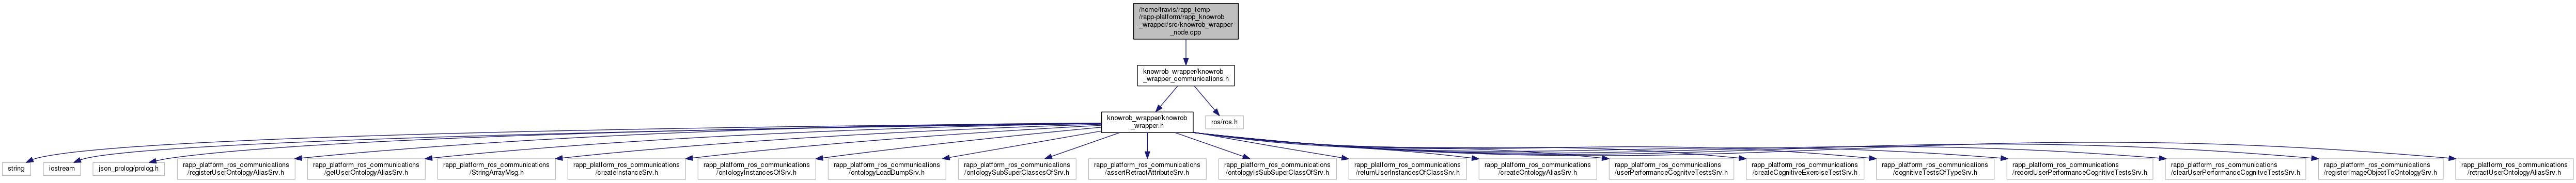 /home/travis/rapp_temp
/rapp-platform/rapp_knowrob
_wrapper/src/knowrob_wrapper
_node.cpp
knowrob_wrapper/knowrob
_wrapper_communications.h
knowrob_wrapper/knowrob
_wrapper.h
ros/ros.h
string
iostream
json_prolog/prolog.h
rapp_platform_ros_communications
/registerUserOntologyAliasSrv.h
rapp_platform_ros_communications
/getUserOntologyAliasSrv.h
rapp_platform_ros_communications
/StringArrayMsg.h
rapp_platform_ros_communications
/createInstanceSrv.h
rapp_platform_ros_communications
/ontologyInstancesOfSrv.h
rapp_platform_ros_communications
/ontologyLoadDumpSrv.h
rapp_platform_ros_communications
/ontologySubSuperClassesOfSrv.h
rapp_platform_ros_communications
/assertRetractAttributeSrv.h
rapp_platform_ros_communications
/ontologyIsSubSuperClassOfSrv.h
rapp_platform_ros_communications
/returnUserInstancesOfClassSrv.h
rapp_platform_ros_communications
/createOntologyAliasSrv.h
rapp_platform_ros_communications
/userPerformanceCognitveTestsSrv.h
rapp_platform_ros_communications
/createCognitiveExerciseTestSrv.h
rapp_platform_ros_communications
/cognitiveTestsOfTypeSrv.h
rapp_platform_ros_communications
/recordUserPerformanceCognitveTestsSrv.h
rapp_platform_ros_communications
/clearUserPerformanceCognitveTestsSrv.h
rapp_platform_ros_communications
/registerImageObjectToOntologySrv.h
rapp_platform_ros_communications
/retractUserOntologyAliasSrv.h